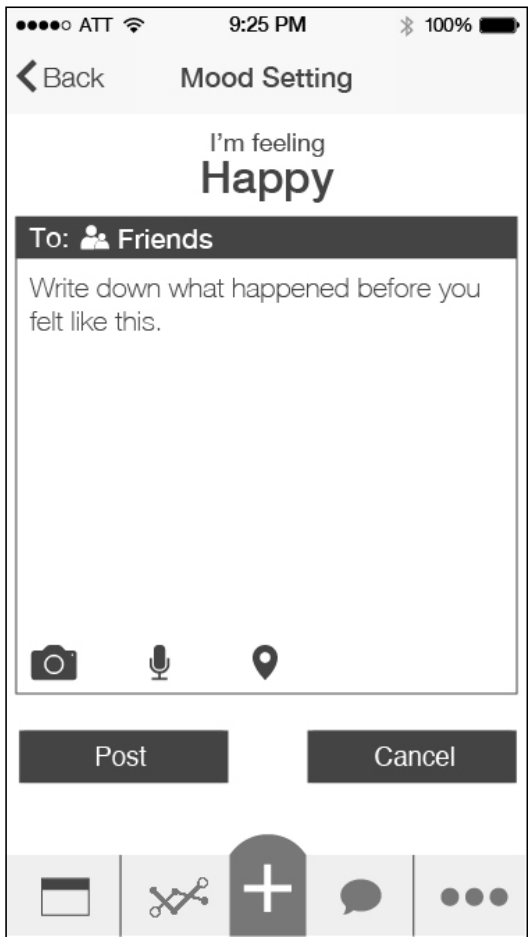 ATT 9:25 PM 100%
Back Mood Setting
I'm feeling
Happy
To: Friends
Write down what happened before you
felt like this.
Post Cancel